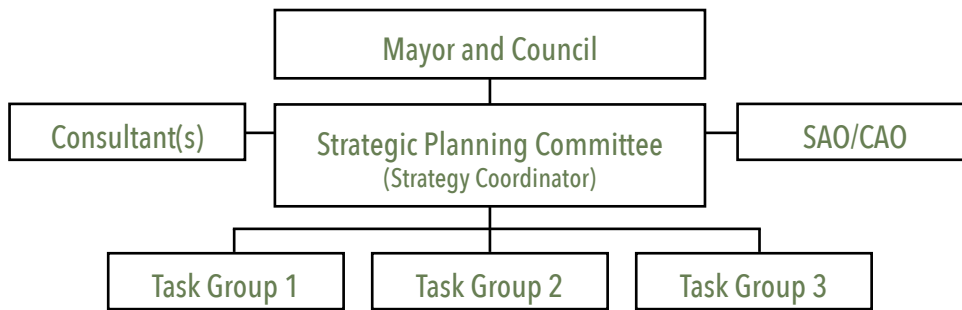 Mayor and Council
Consultant(s)
Strategic Planning Committee
(Strategy Coordinator)
SAO/CAO
Task Group 1
Task Group 2
Task Group 3